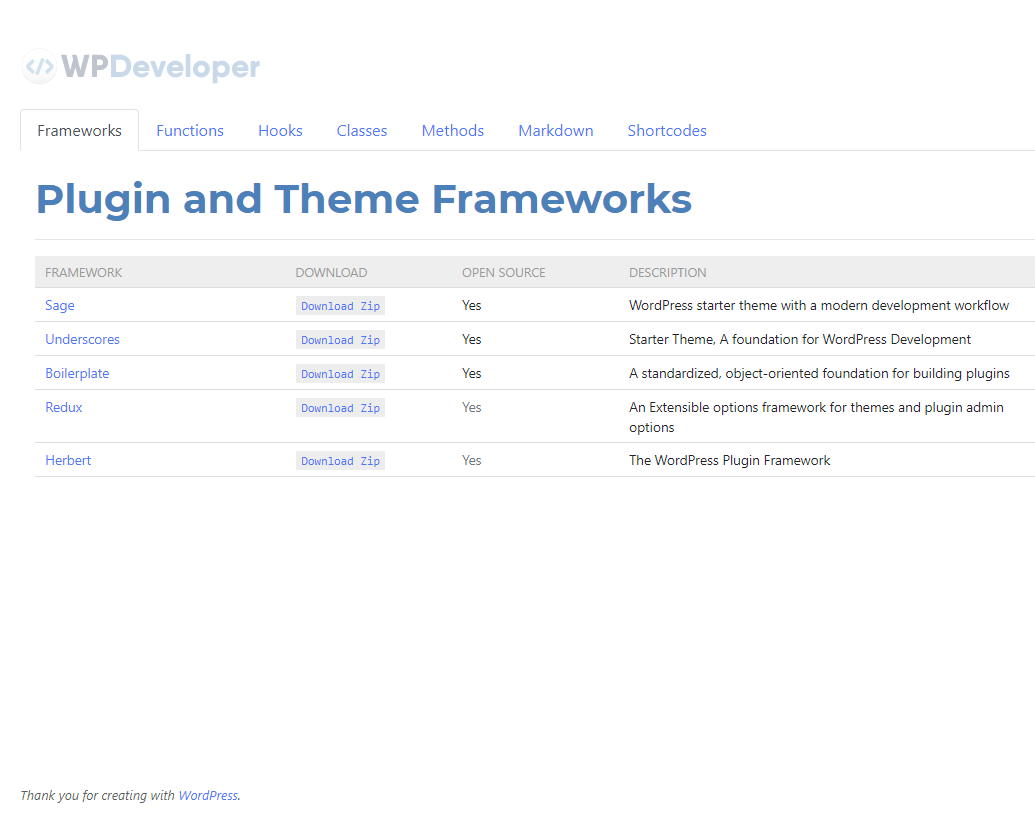 </> WPDeveloper
Frameworks Functions Hooks Classes Methods Markdown Shortcodes
Plugin and Theme Frameworks
FRAMEWORK DOWNLOAD OPEN SOURCE DESCRIPTION
Sage Download Zip Yes WordPress starter theme with a modern development workflow
Underscores Download Zip Yes Starter Theme, A foundation for WordPress Development
Boilerplate Download Zip Yes A standardized, object-oriented foundation for building plugins
Redux Download Zip Yes An Extensible options framework for themes and plugin admin
options
Herbert Download Zip Yes The WordPress Plugin Framework
Thank you for creating with WordPress.